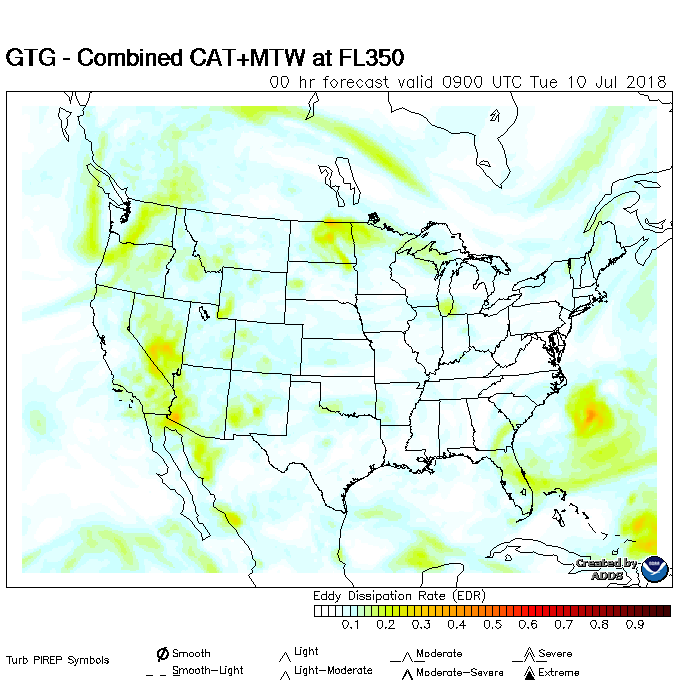 GTG - Combined CAT+MTW at FL350
00 hr forecast valid 0900 UTC Tue 10 Jul 2018
Created by
ADDS
Eddy Dissipation Rate (EDR)
0.1 0.2 0.3 0.4 0.5 0.6 0.7 0.8 0.9
Turb PIREP Symbols
Smooth Light Moderate Severe
Smooth-Light Light-Moderate Moderate-Severe Extreme